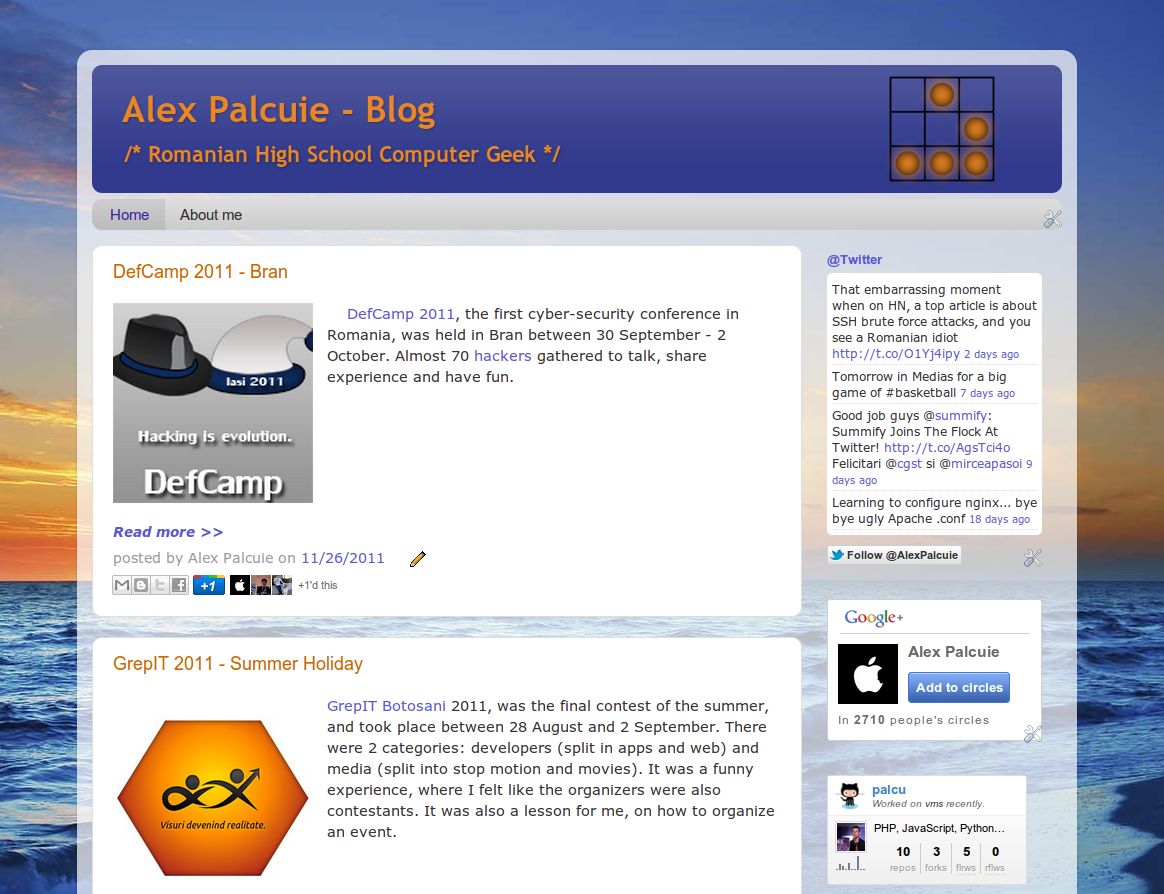 Alex Palcuie - Blog
/* Romanian High School Computer Geek */
Home
About me
DefCamp 2011 - Bran
Iasi 2011
Hacking is evolution.
DefCamp
DefCamp 2011, the first cyber-security conference in
Romania, was held in Bran between 30 September - 2
October. Almost 70 hackers gathered to talk, share
experience and have fun.
Read more >>
posted by Alex Palcuie on 11/26/2011
+1
+1'd this
GrepIT 2011 - Summer Holiday
Visuri devenind realitate.
GrepIT Botosani 2011, was the final contest of the summer,
and took place between 28 August and 2 September. There
were 2 categories: developers (split in apps and web) and
media (split into stop motion and movies). It was a funny
experience, where I felt like the organizers were also
contestants. It was also a lesson for me, on how to organize
an event.
@Twitter
That embarrassing moment
when on HN, a top article is about
SSH brute force attacks, and you
see a Romanian idiot
http://t.co/O1Yj4ipy 2 days ago
Tomorrow in Medias for a big
game of #basketball 7 days ago
Good job guys @summify:
Summify Joins The Flock At
Twitter! http://t.co/AgsTci4o
Felicitari @cgst si @mirceapasoi 9
days ago
Learning to configure nginx... bye
bye ugly Apache .conf 18 days ago
Follow @AlexPalcuie
Google+
Alex Palcuie
Add to circles
In 2710 people's circles
palcu
Worked on vms recently.
PHP, JavaScript, Python…
10 3 5 0
repos forks flrws rflws